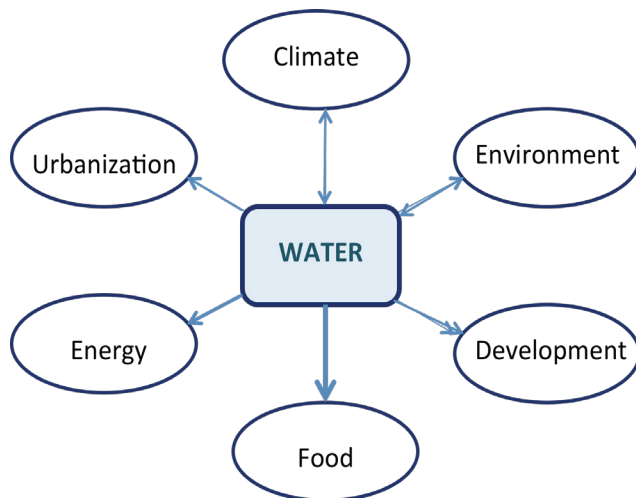 Climate
Urbanization
Environment
WATER
Energy
Development
Food